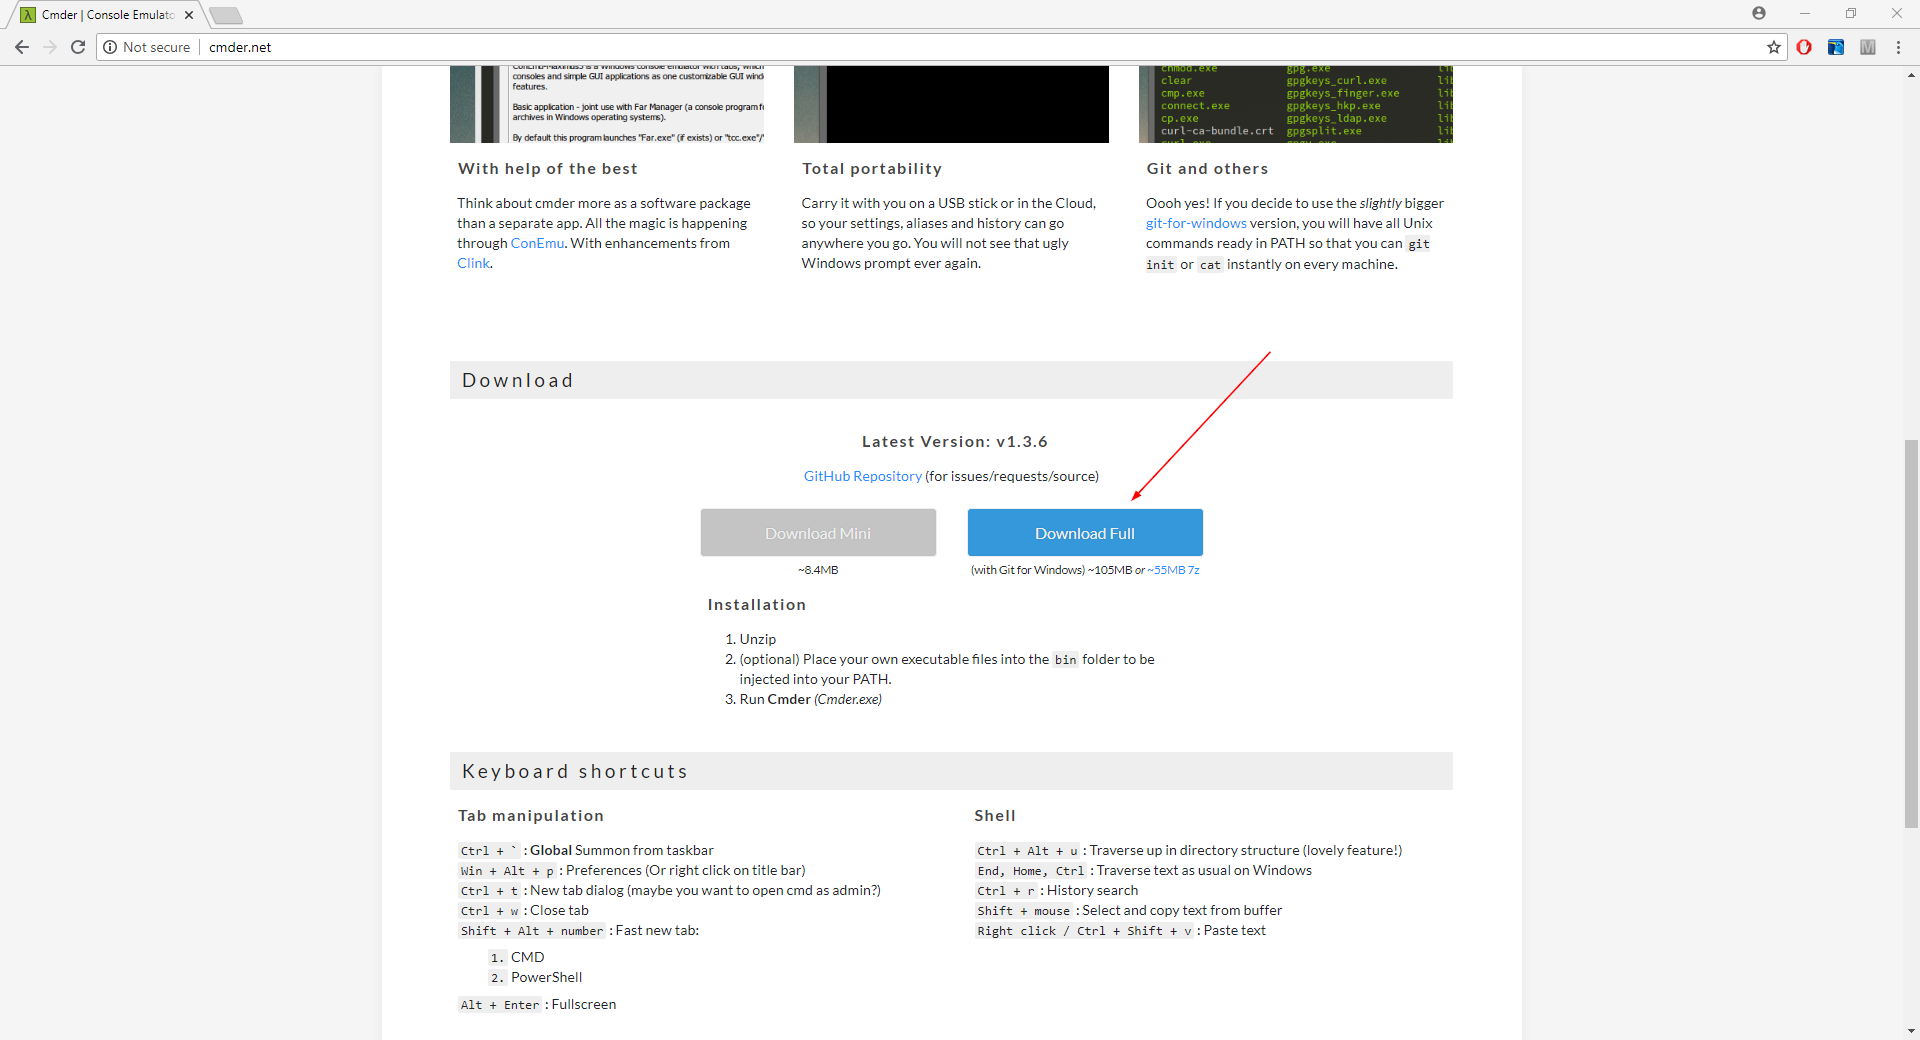 Cmder | Console Emulato
Not secure | cmder.net
consoles and simple GUI applications as one customizable GUI wind
features.
Basic application - joint use with Far Manager (a console program f
archives in Windows operating systems).
By default this program launches "Far.exe" (if exists) or "tcc.exe"/"
chmod.exe gpg.exe lib
clear gpgkeys_curl.exe lib
cmp.exe gpgkeys_finger.exe lib
connect.exe gpgkeys_hkp.exe lib
cp.exe gpgkeys_ldap.exe lib
curl-ca-bundle.crt gpgsplit.exe lib
With help of the best
Think about cmder more as a software package
than a separate app. All the magic is happening
through ConEmu. With enhancements from
Clink.
Total portability
Carry it with you on a USB stick or in the Cloud,
so your settings, aliases and history can go
anywhere you go. You will not see that ugly
Windows prompt ever again.
Git and others
Oooh yes! If you decide to use the slightly bigger
git-for-windows version, you will have all Unix
commands ready in PATH so that you can git
init or cat instantly on every machine.
Download
Latest Version: v1.3.6
GitHub Repository (for issues/requests/source)
Download Mini
~8.4MB
Download Full
(with Git for Windows) ~105MB or ~55MB 7z
Installation
1. Unzip
2. (optional) Place your own executable files into the bin folder to be
injected into your PATH.
3. Run Cmder (Cmder.exe)
Keyboard shortcuts
Tab manipulation
Ctrl + ` : Global Summon from taskbar
Win + Alt + p : Preferences (Or right click on title bar)
Ctrl + t : New tab dialog (maybe you want to open cmd as admin?)
Ctrl + w : Close tab
Shift + Alt + number : Fast new tab:
1. CMD
2. PowerShell
Alt + Enter : Fullscreen
Shell
Ctrl + Alt + u : Traverse up in directory structure (lovely feature!)
End, Home, Ctrl : Traverse text as usual on Windows
Ctrl + r : History search
Shift + mouse : Select and copy text from buffer
Right click / Ctrl + Shift + v : Paste text